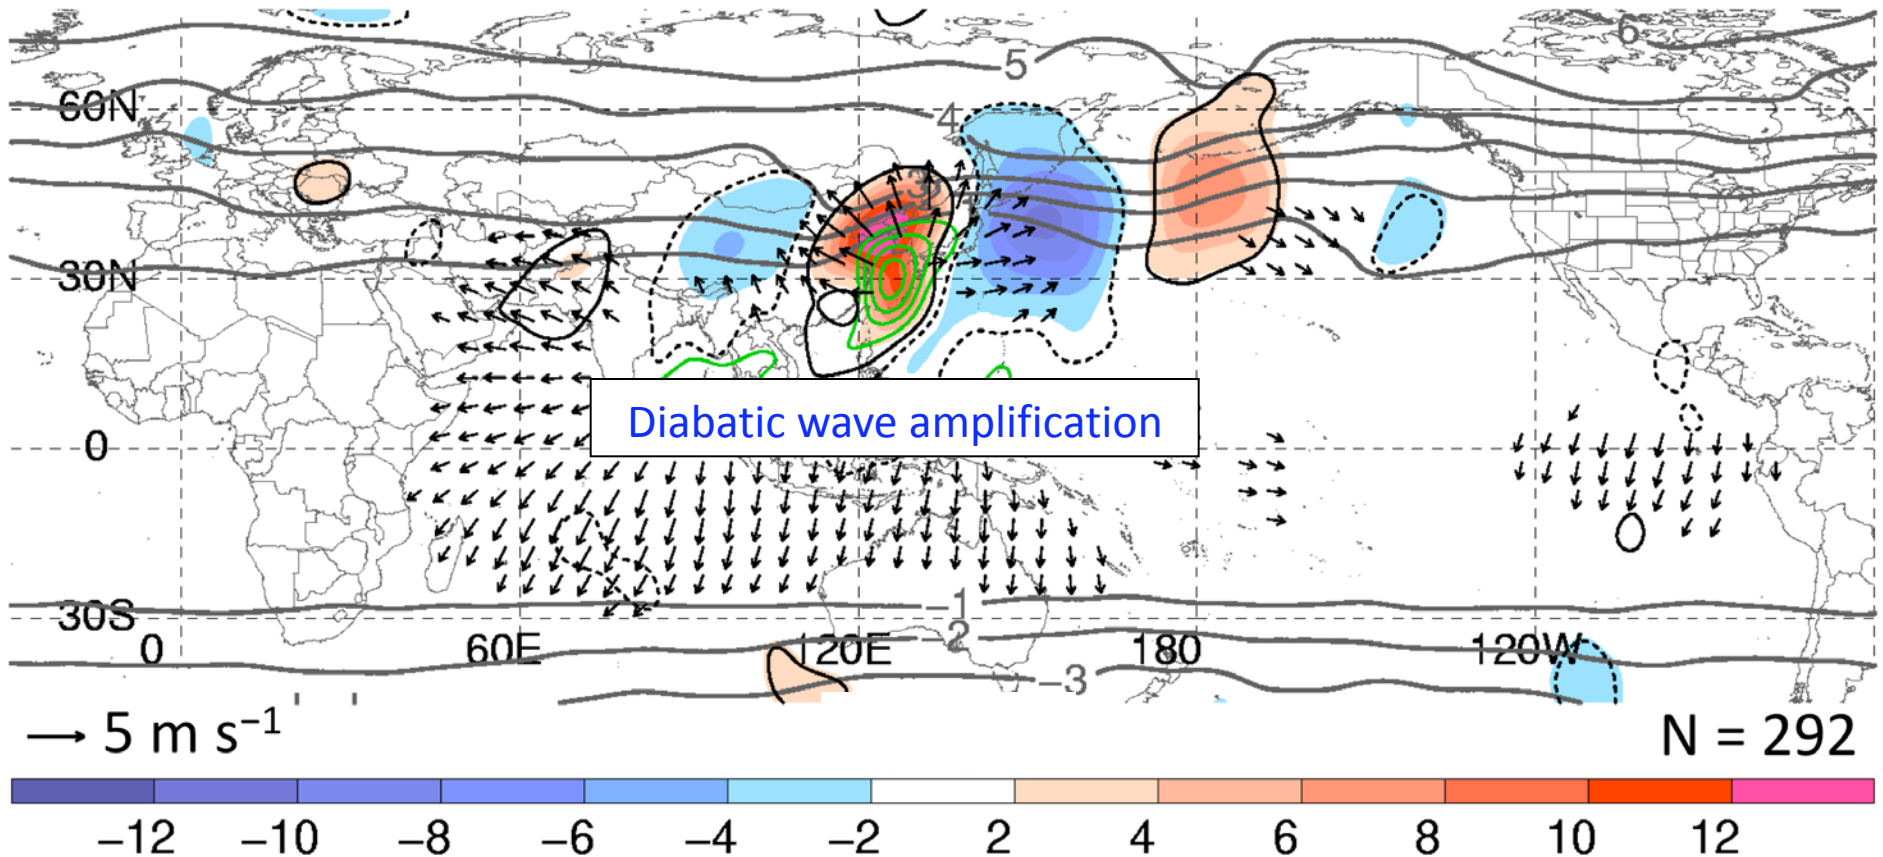 6
5
60N
4
3
30N
Diabatic wave amplification
0
−1
30S
−2
0 60E 120E 180 120W
−3
5 m s⁻¹ N = 292
−12 −10 −8 −6 −4 −2 2 4 6 8 10 12